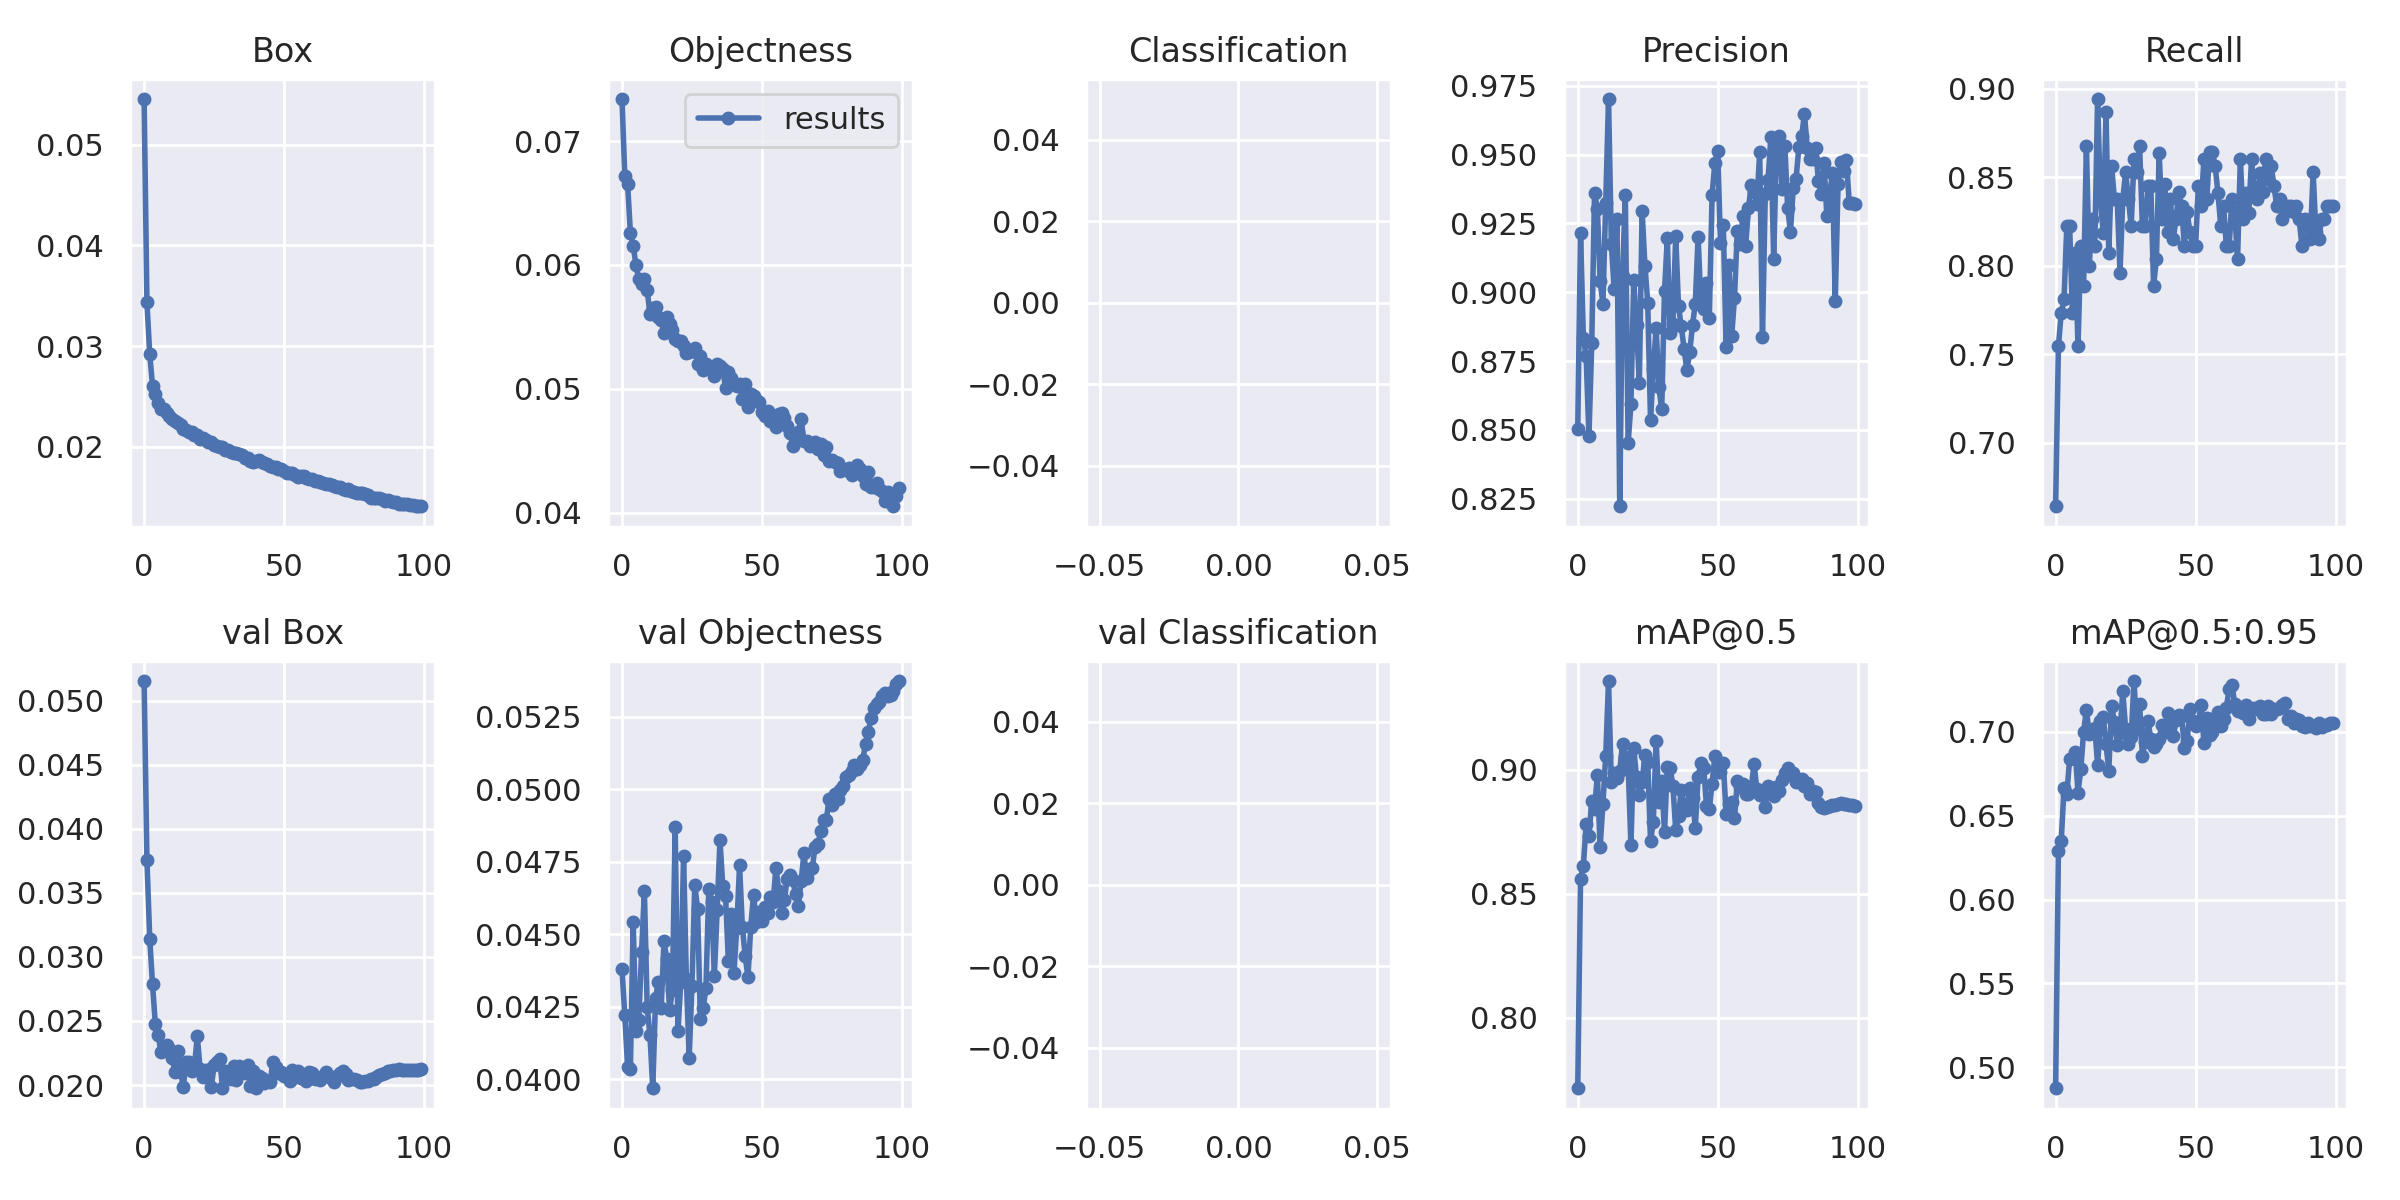 Box
Objectness
Classification
Precision
Recall
0.05
0.04
0.03
0.02
0 50 100
results
0.07
0.06
0.05
0.04
0 50 100
0.04
0.02
0.00
−0.02
−0.04
−0.05 0.00 0.05
0.975
0.950
0.925
0.900
0.875
0.850
0.825
0 50 100
0.90
0.85
0.80
0.75
0.70
0 50 100
val Box
val Objectness
val Classification
mAP@0.5
mAP@0.5:0.95
0.050
0.045
0.040
0.035
0.030
0.025
0.020
0 50 100
0.0525
0.0500
0.0475
0.0450
0.0425
0.0400
0 50 100
0.04
0.02
0.00
−0.02
−0.04
−0.05 0.00 0.05
0.90
0.85
0.80
0 50 100
0.70
0.65
0.60
0.55
0.50
0 50 100